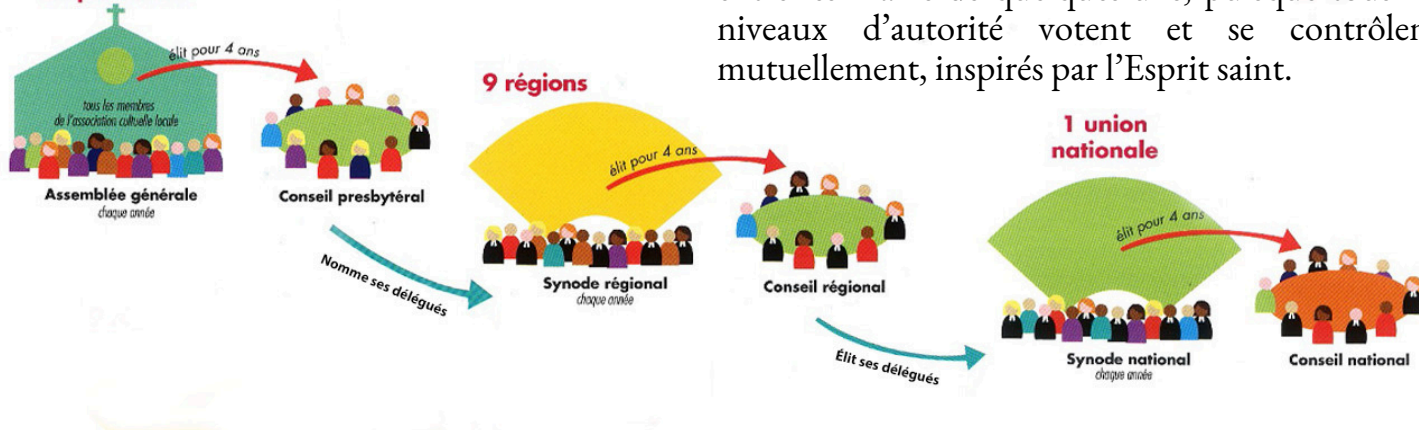 niveaux d’autorité votent et se
mutuellement, inspirés par l’Esprit saint.
élit pour 4 ans
tous les membres
de l'association cultuelle locale
Assemblée générale
chaque année
Conseil presbytéral
Nomme ses délégués
9 régions
élit pour 4 ans
Synode régional
chaque année
Conseil régional
Élit ses délégués
1 union
nationale
élit pour 4 ans
Synode national
chaque année
Conseil national